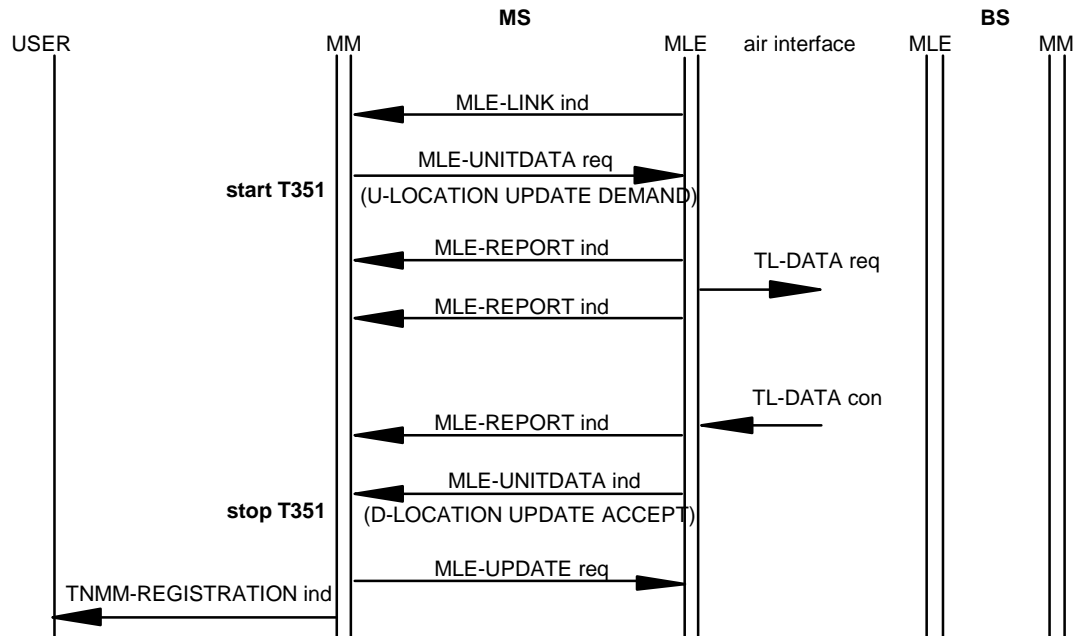 MS BS
USER MM MLE air interface MLE MM
MLE-LINK ind
MLE-UNITDATA req
start T351 (U-LOCATION UPDATE DEMAND)
MLE-REPORT ind
TL-DATA req
MLE-REPORT ind
TL-DATA con
MLE-REPORT ind
MLE-UNITDATA ind
stop T351 (D-LOCATION UPDATE ACCEPT)
MLE-UPDATE req
TNMM-REGISTRATION ind